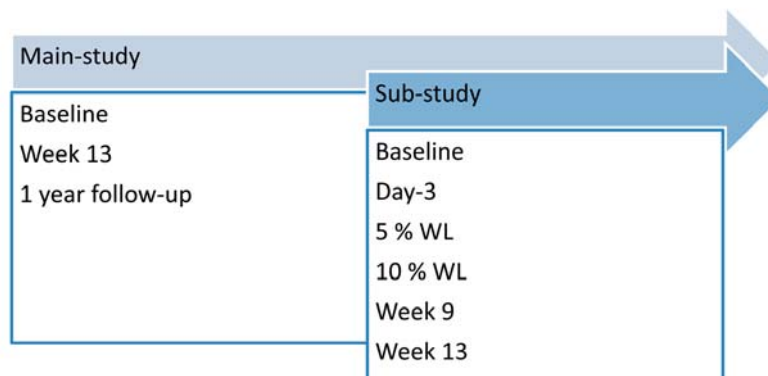 Main-study
Baseline
Week 13
1 year follow-up
Sub-study
Baseline
Day-3
5 % WL
10 % WL
Week 9
Week 13